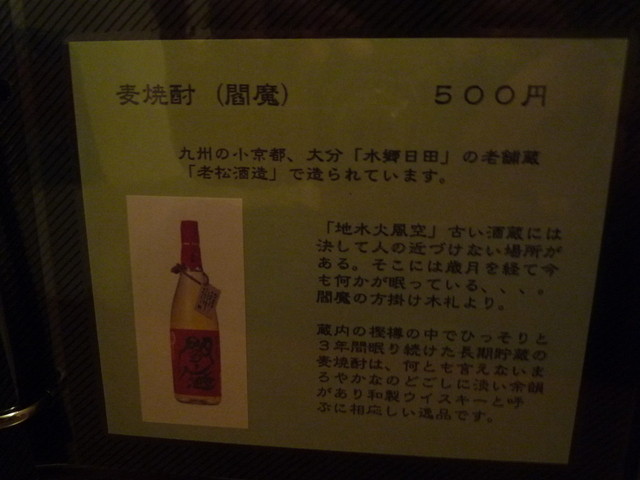 麦焼酎（閻魔） ５００円
九州の小京都、大分「水郷日田」の老舗蔵
「老松酒造」で造られています。
「地水火風空」古い酒蔵には
決して人の近づけない場所が
ある。そこには歳月を経て今
も何かが眠っている、、、。
閻魔の方掛け木札より。
蔵内の樫樽の中でひっそりと
３年間眠り続けた長期貯蔵の
麦焼酎は、何とも言えないま
ろやかなのどごしに淡い余韻
があり和製ウイスキーと呼
ぶに相応しい逸品です。